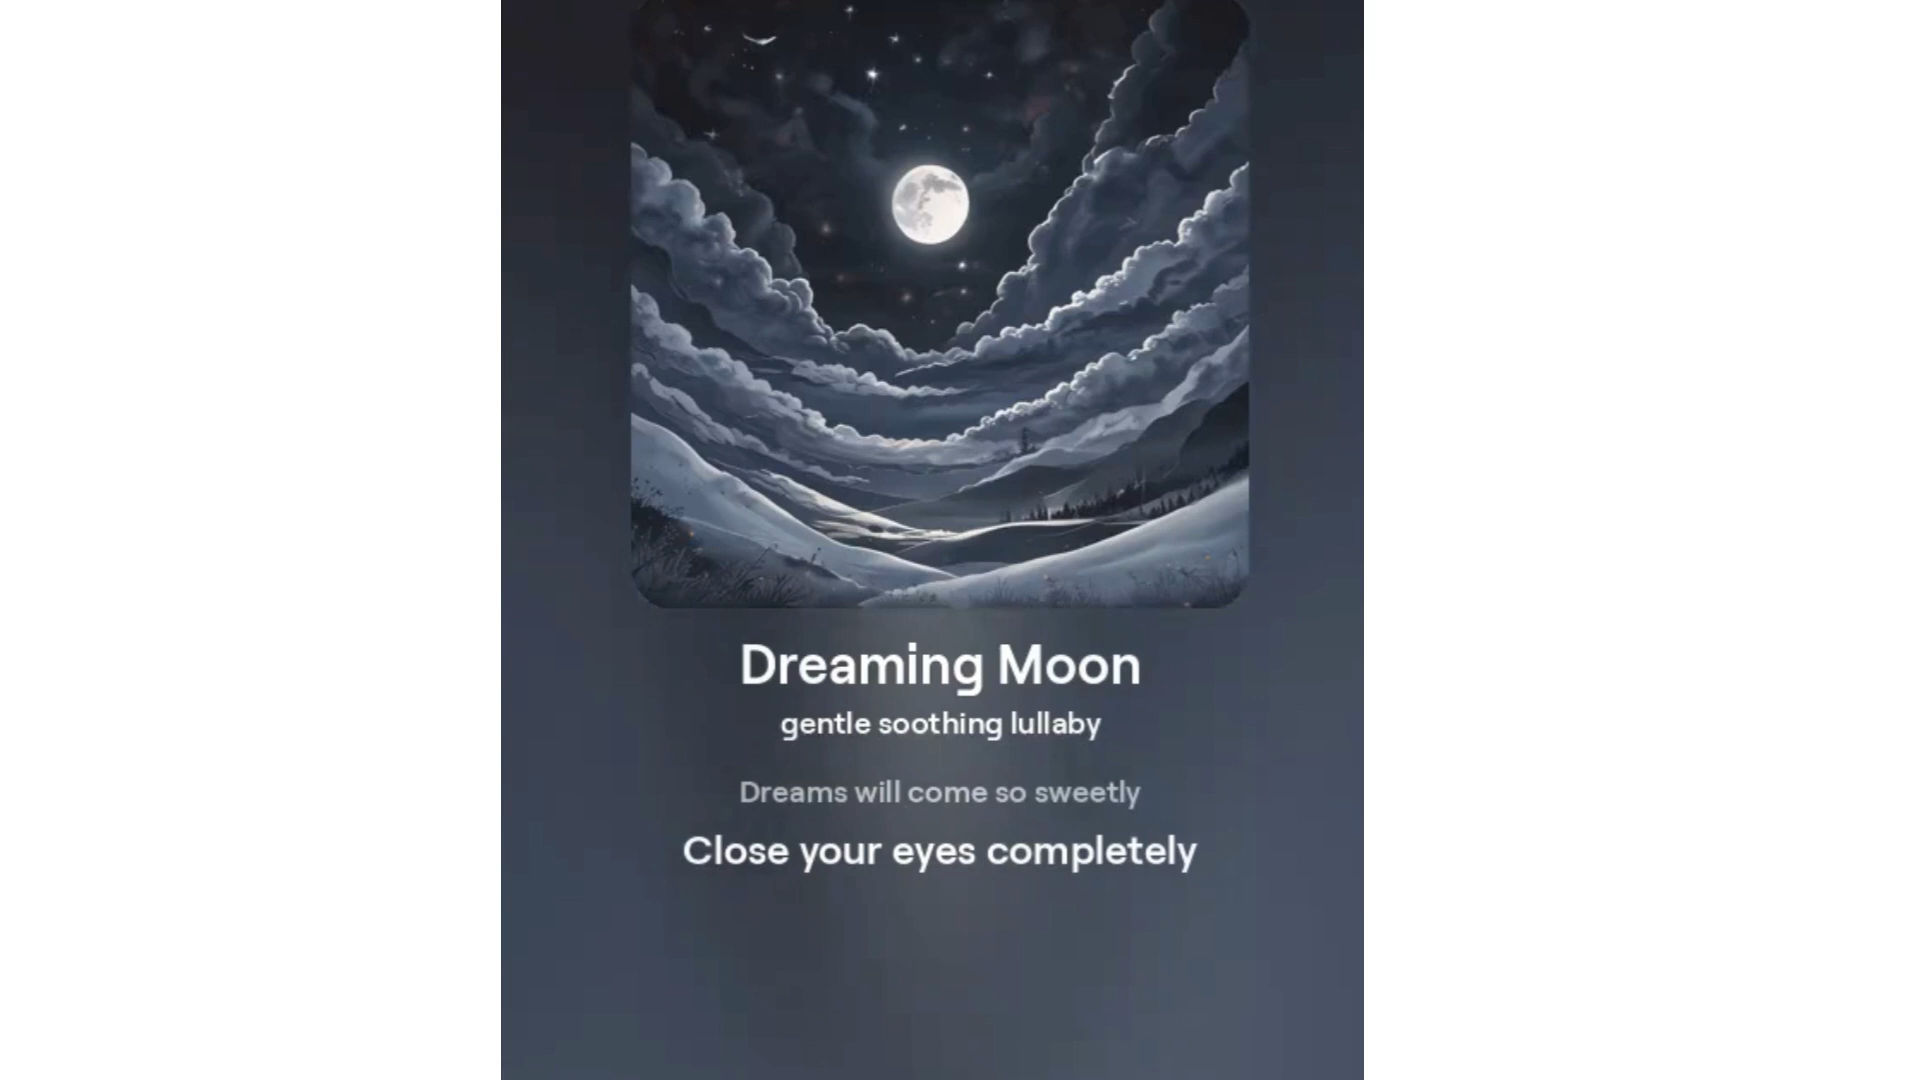 Dreaming Moon
gentle soothing lullaby
Dreams will come so sweetly
Close your eyes completely